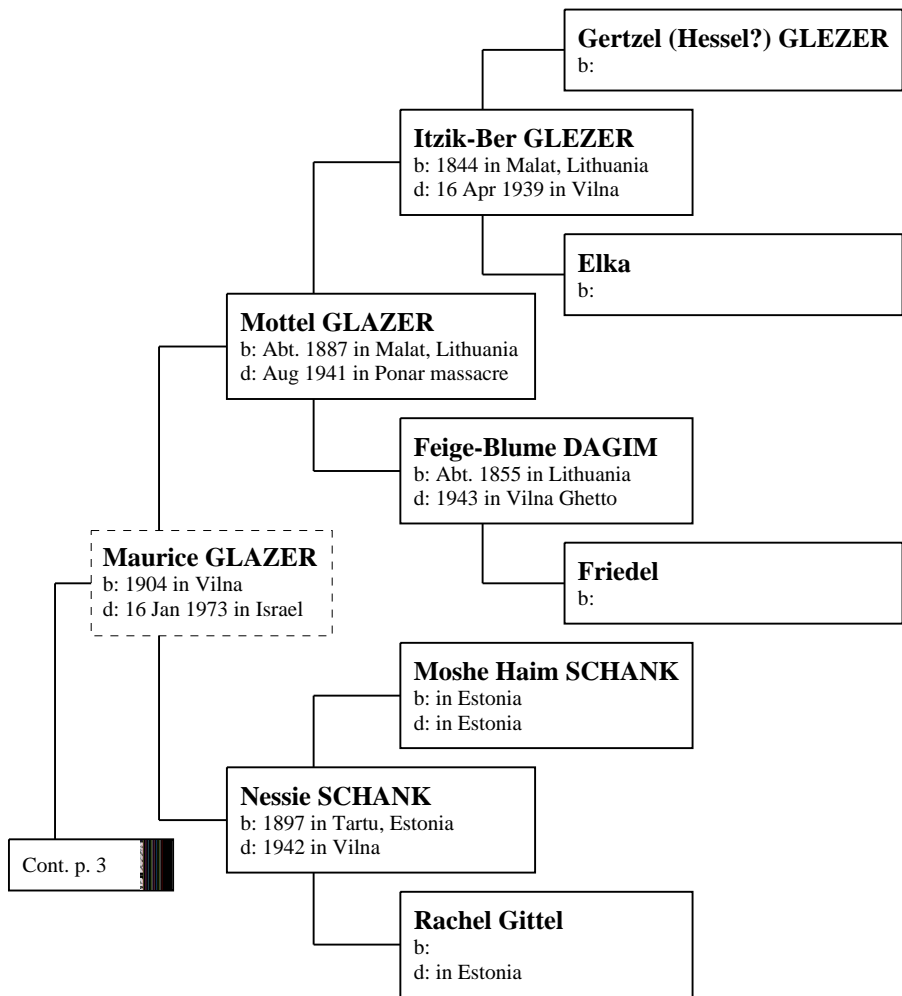 Gertzel (Hessel?) GLEZER
b:
Itzik-Ber GLEZER
b: 1844 in Malat, Lithuania
d: 16 Apr 1939 in Vilna
Elka
b:
Mottel GLAZER
b: Abt. 1887 in Malat, Lithuania
d: Aug 1941 in Ponar massacre
Feige-Blume DAGIM
b: Abt. 1855 in Lithuania
d: 1943 in Vilna Ghetto
Friedel
b:
Maurice GLAZER
b: 1904 in Vilna
d: 16 Jan 1973 in Israel
Moshe Haim SCHANK
b: in Estonia
d: in Estonia
Nessie SCHANK
b: 1897 in Tartu, Estonia
d: 1942 in Vilna
Cont. p. 3
Rachel Gittel
b:
d: in Estonia